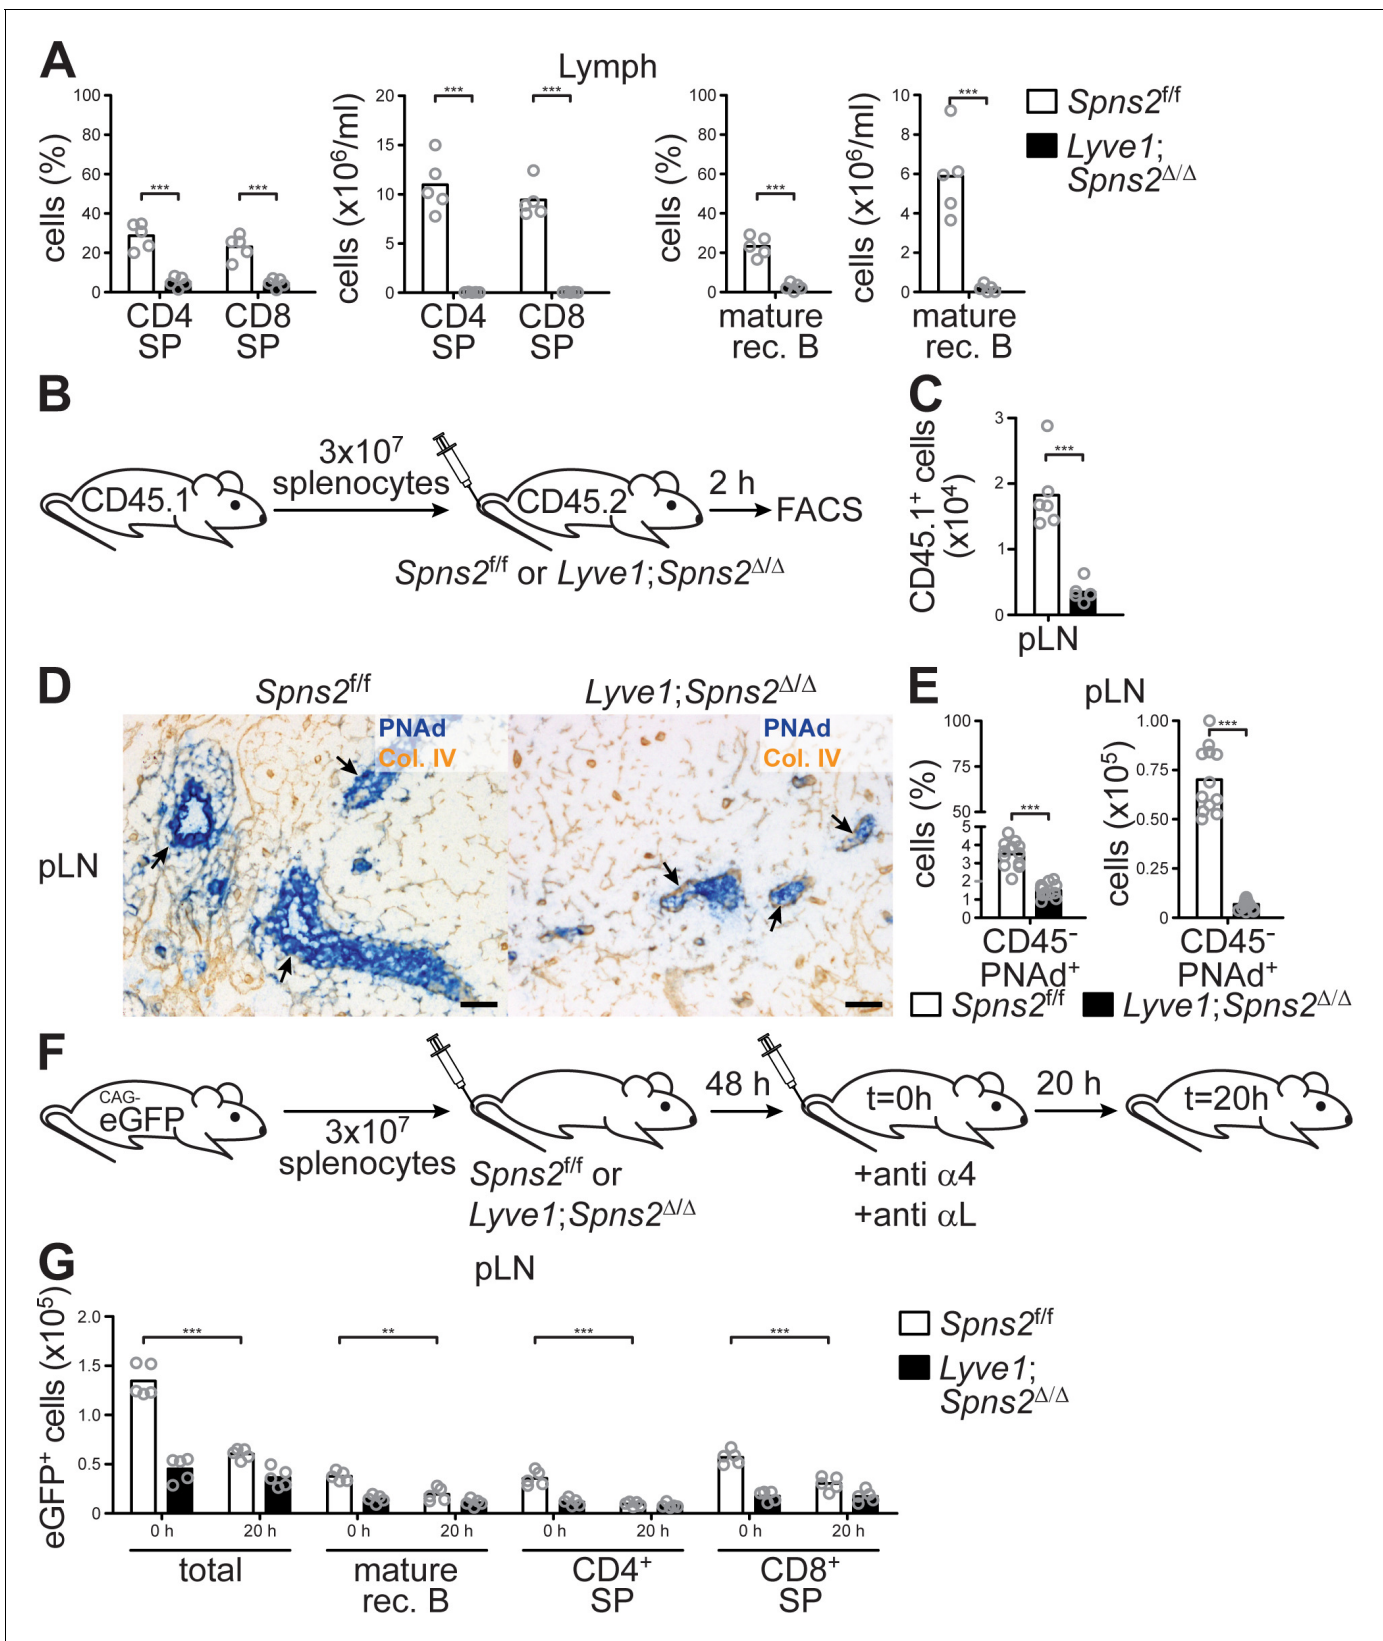 A
Lymph
cells (%)
100
80
60
40
20
0
***
***
CD4
SP
CD8
SP
cells (x10⁶/ml)
20
15
10
5
0
***
***
CD4
SP
CD8
SP
cells (%)
100
80
60
40
20
0
***
mature
rec. B
cells (x10⁶/ml)
10
8
6
4
2
0
***
mature
rec. B
Spns2f/f
Lyve1;
Spns2Δ/Δ
B
CD45.1
3x10⁷
splenocytes
CD45.2
2 h
FACS
Spns2f/f or Lyve1;Spns2Δ/Δ
C
CD45.1⁺ cells
(x10⁴)
3
2
1
0
***
pLN
D
Spns2f/f
Lyve1;Spns2Δ/Δ
pLN
PNAd
Col. IV
PNAd
Col. IV
E
pLN
cells (%)
100
75
50
5
4
3
2
1
0
***
CD45-
PNAd⁺
cells (x10⁵)
1.00
0.75
0.50
0.25
0
***
CD45-
PNAd⁺
Spns2f/f
Lyve1;Spns2Δ/Δ
F
CAG-
eGFP
3x10⁷
splenocytes
Spns2f/f or
Lyve1;Spns2Δ/Δ
48 h
t=0h
+anti α4
+anti αL
20 h
t=20h
G
pLN
eGFP⁺ cells (x10⁵)
2.0
1.5
1.0
0.5
0
***
**
***
***
0 h
20 h
0 h
20 h
0 h
20 h
0 h
20 h
total
mature
rec. B
CD4⁺
SP
CD8⁺
SP
Spns2f/f
Lyve1;
Spns2Δ/Δ